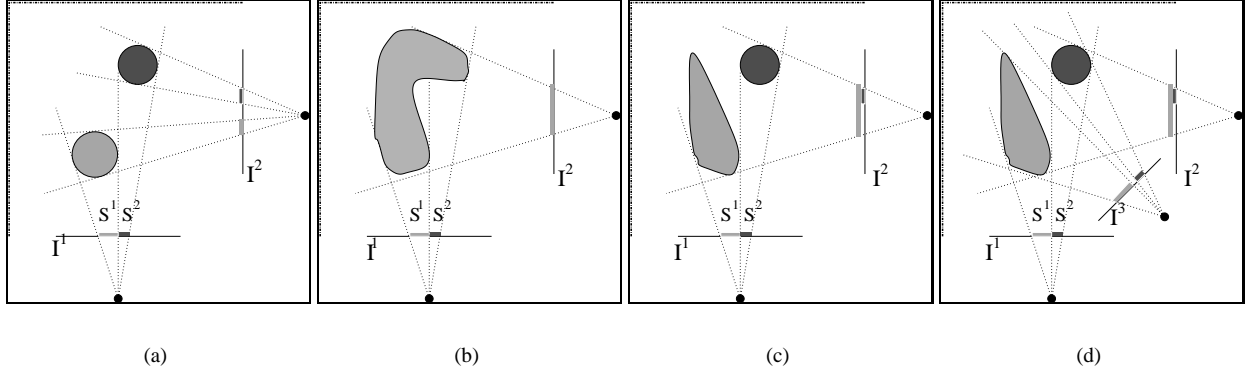 I² I² I² I²
S¹ S² S¹ S² S¹ S² S¹ S² I³
I¹ I¹ I¹ I¹
(a) (b) (c) (d)